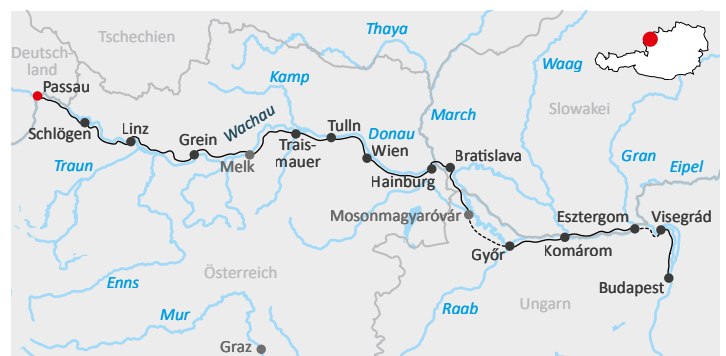 Thaya
Deutsch-
land
Tschechien
Waag
Kamp
Passau
Slowakei
March
Wachau
Schlögen
Linz
Grein
Tulln
Donau
Trais-
mauer
Wien
Melk
Traun
Hainburg
Bratislava
Gran
Eipel
Mosonmagyaróvár
Esztergom
Visegrád
Győr
Komárom
Enns
Österreich
Budapest
Mur
Raab
Ungarn
Graz